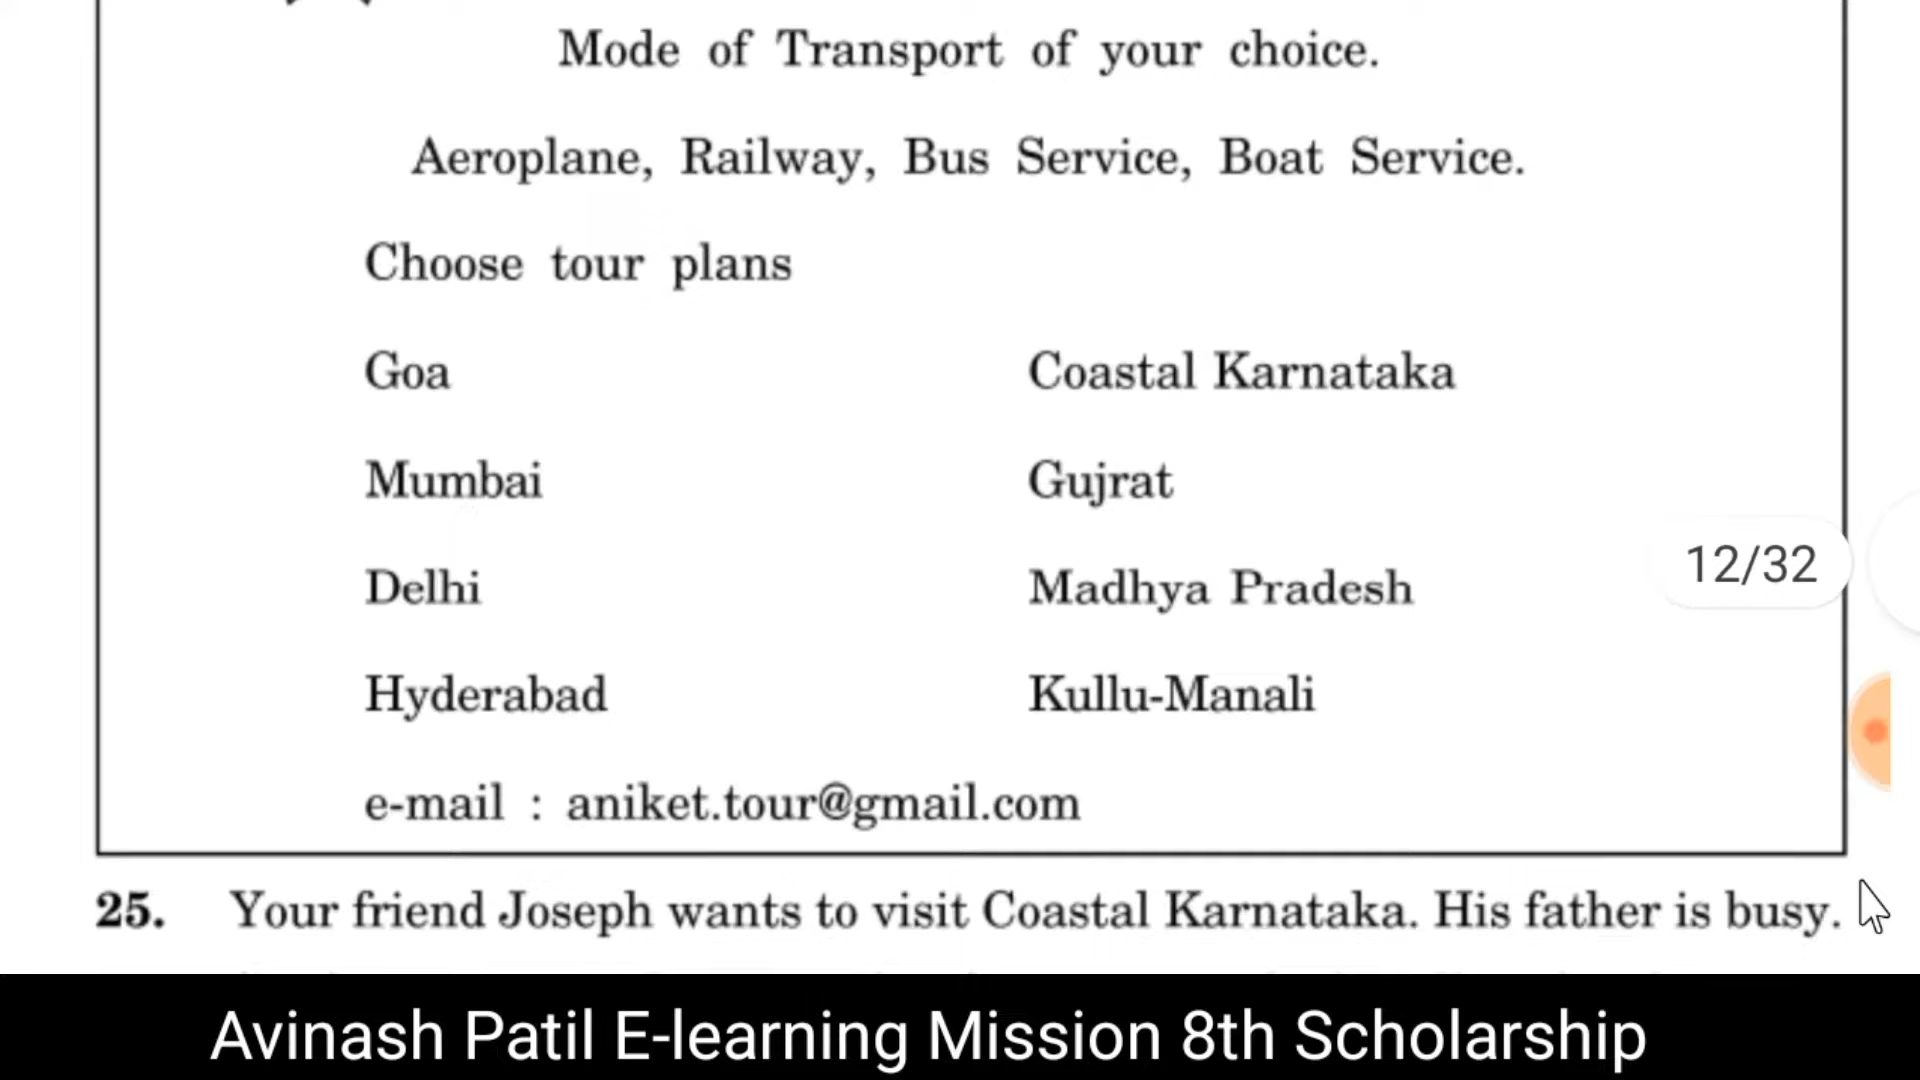 Mode of Transport of your choice.
Aeroplane, Railway, Bus Service, Boat Service.
Choose tour plans
Goa Coastal Karnataka
Mumbai Gujrat
Delhi Madhya Pradesh
12/32
Hyderabad Kullu-Manali
e-mail : aniket.tour@gmail.com
25. Your friend Joseph wants to visit Coastal Karnataka. His father is busy.
Avinash Patil E-learning Mission 8th Scholarship